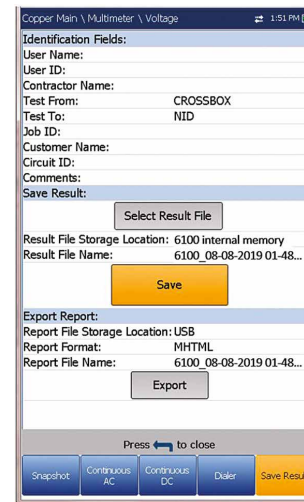 Copper Main \ Multimeter \ Voltage 1:51 PM
Identification Fields:
User Name:
User ID:
Contractor Name:
Test From: CROSSBOX
Test To: NID
Job ID:
Customer Name:
Circuit ID:
Comments:
Save Result:
Select Result File
Result File Storage Location: 6100 internal memory
Result File Name: 6100_08-08-2019 01-48...
Save
Export Report:
Report File Storage Location: USB
Report Format: MHTML
Report File Name: 6100_08-08-2019 01-48...
Export
Press to close
Snapshot Continuous AC Continuous DC Dialer Save Resu